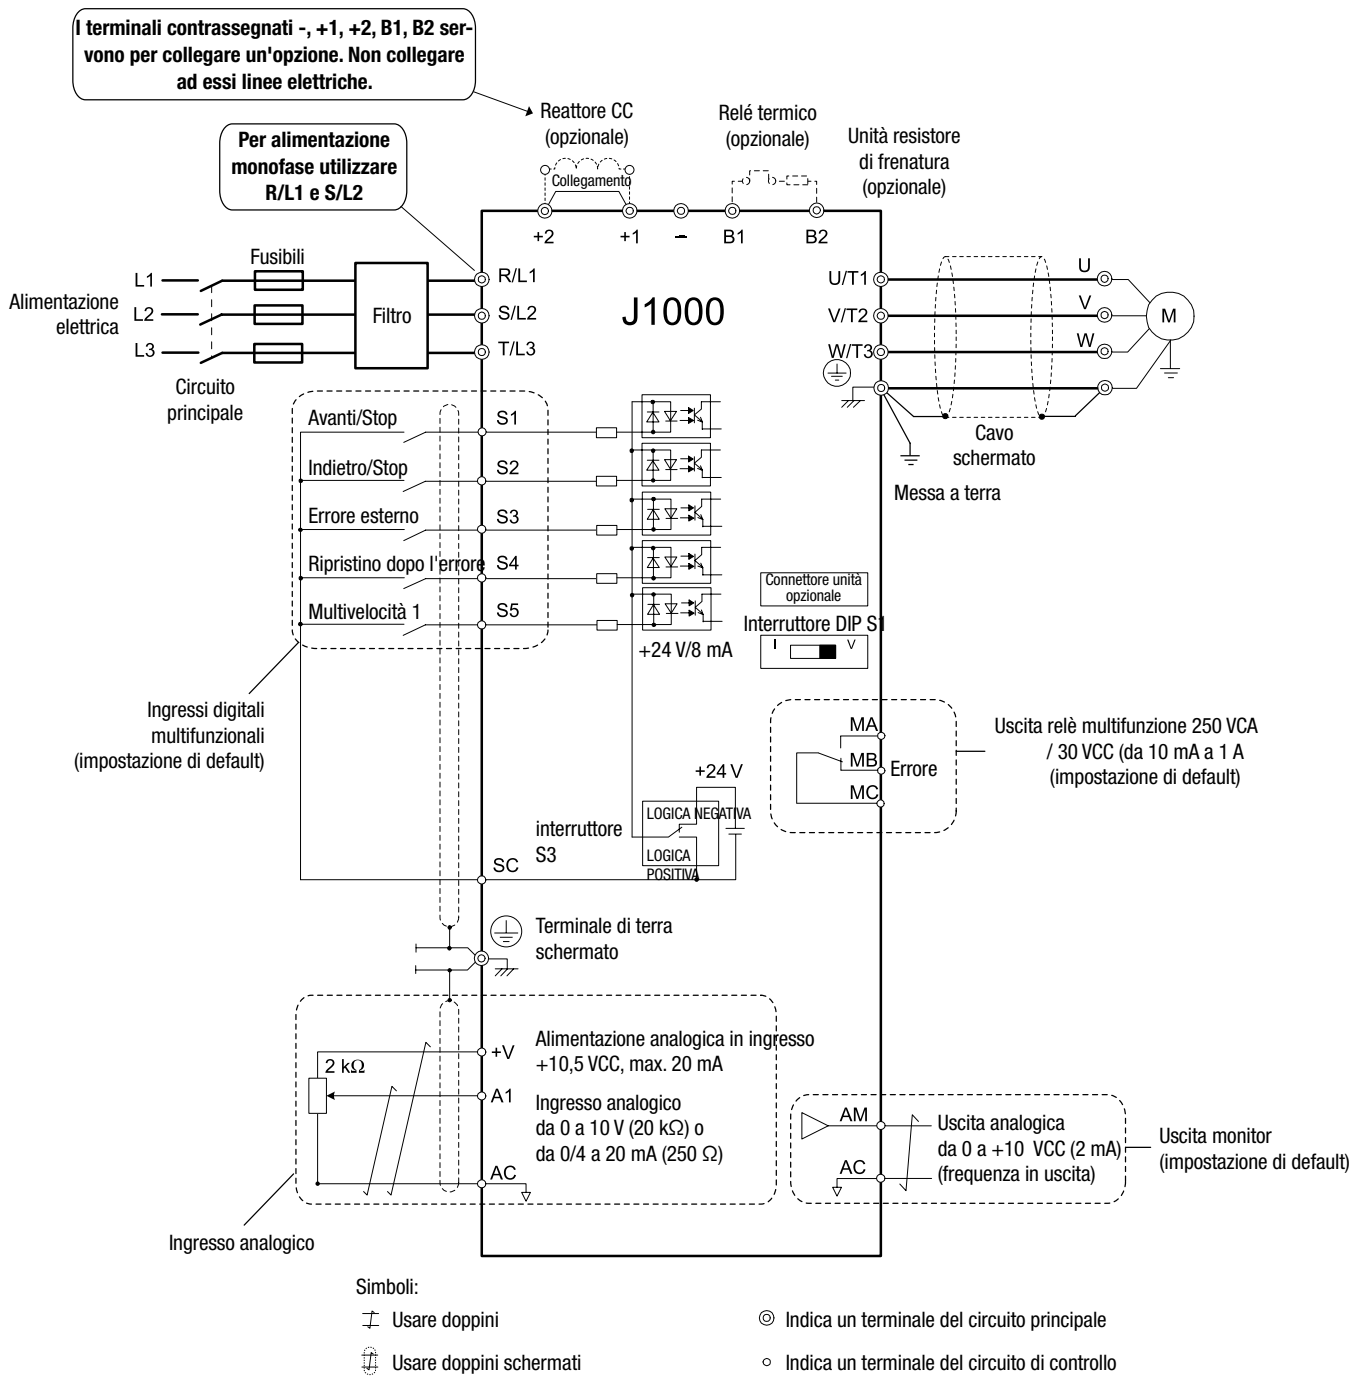 I terminali contrassegnati -, +1, +2, B1, B2 ser-
vono per collegare un'opzione. Non collegare
ad essi linee elettriche.
Reattore CC
(opzionale)
Relé termico
(opzionale)
Unità resistore
di frenatura
(opzionale)
Per alimentazione
monofase utilizzare
R/L1 e S/L2
Collegamento
+2
+1
–
B1
B2
Fusibili
L1
L2
L3
Alimentazione
elettrica
Filtro
Circuito
principale
R/L1
S/L2
T/L3
J1000
U/T1
V/T2
W/T3
U
V
W
M
Cavo
schermato
Messa a terra
Avanti/Stop
S1
Indietro/Stop
S2
Errore esterno
S3
Ripristino dopo l'errore
S4
Multivelocità 1
S5
+24 V/8 mA
Connettore unità
opzionale
Interruttore DIP S1
I
V
Ingressi digitali
multifunzionali
(impostazione di default)
MA
MB
MC
Errore
Uscita relè multifunzione 250 VCA
/ 30 VCC (da 10 mA a 1 A
(impostazione di default)
+24 V
LOGICA NEGATIVA
LOGICA
POSITIVA
interruttore
S3
SC
Terminale di terra
schermato
2 kΩ
+V
Alimentazione analogica in ingresso
+10,5 VCC, max. 20 mA
A1
Ingresso analogico
da 0 a 10 V (20 kΩ) o
da 0/4 a 20 mA (250 Ω)
AC
Ingresso analogico
AM
AC
Uscita analogica
da 0 a +10 VCC (2 mA)
(frequenza in uscita)
Uscita monitor
(impostazione di default)
Simboli:
Usare doppini
Indica un terminale del circuito principale
Usare doppini schermati
Indica un terminale del circuito di controllo